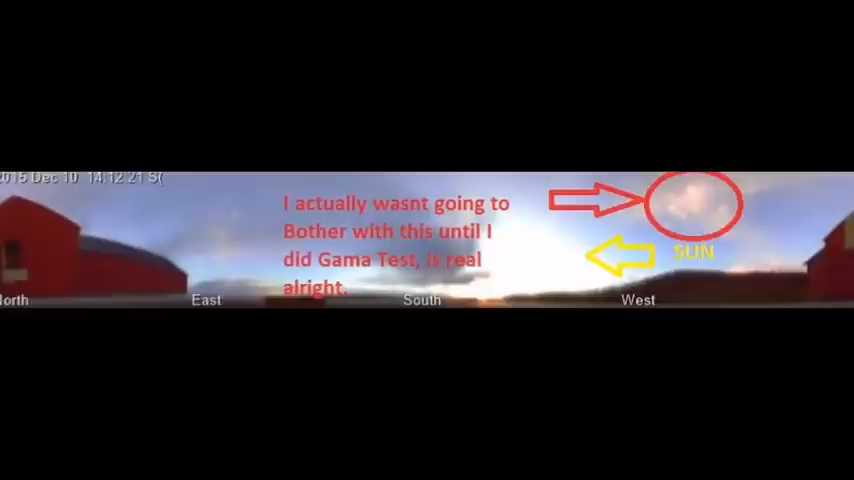 2015 Dec 10 14:12:21 S(
I actually wasnt going to
Bother with this until I
did Gama Test, is real
alright.
SUN
orth
East
South
West